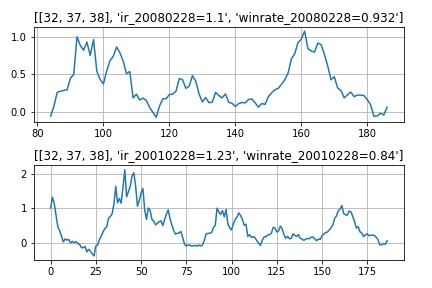 [[32, 37, 38], 'ir_20080228=1.1', 'winrate_20080228=0.932']
1.0
0.5
0.0
80 100 120 140 160 180
[[32, 37, 38], 'ir_20010228=1.23', 'winrate_20010228=0.84']
2
1
0
0 25 50 75 100 125 150 175